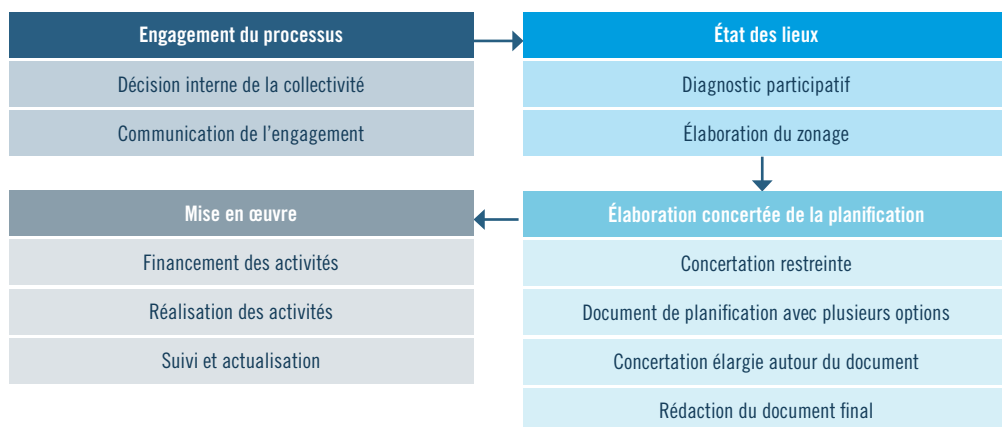 Engagement du processus
Décision interne de la collectivité
Communication de l’engagement
État des lieux
Diagnostic participatif
Élaboration du zonage
Élaboration concertée de la planification
Concertation restreinte
Document de planification avec plusieurs options
Concertation élargie autour du document
Rédaction du document final
Mise en œuvre
Financement des activités
Réalisation des activités
Suivi et actualisation